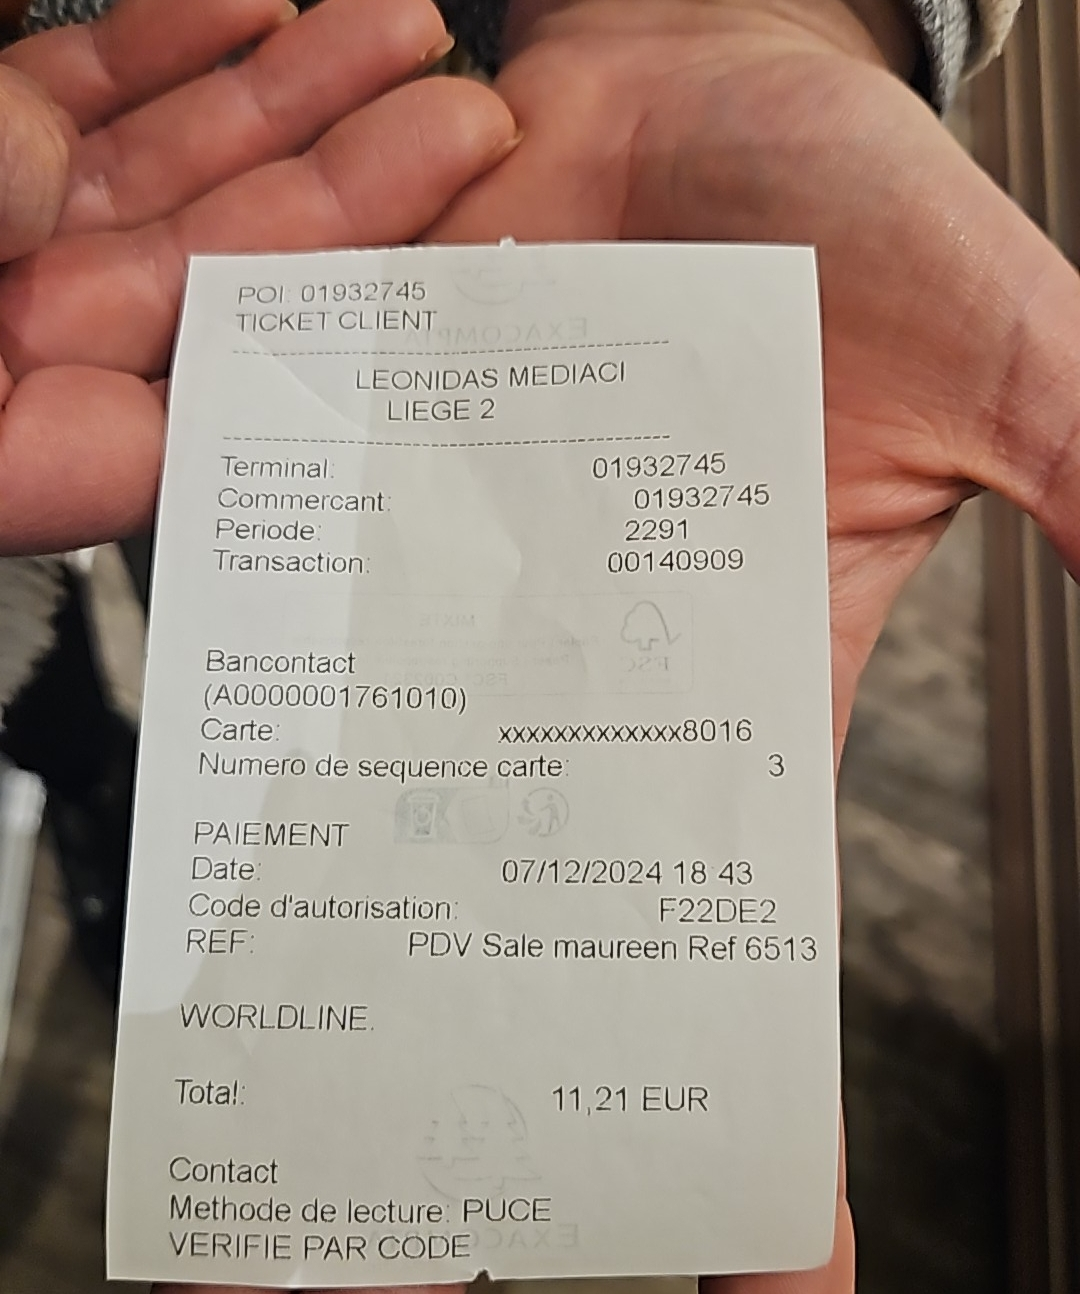 POI: 01932745
TICKET CLIENT
LEONIDAS MEDIACI
LIEGE 2
Terminal: 01932745
Commercant: 01932745
Periode: 2291
Transaction: 00140909
Bancontact
(A0000001761010)
Carte: xxxxxxxxxxxxx8016
Numero de sequence carte: 3
PAIEMENT
Date: 07/12/2024 18:43
Code d'autorisation: F22DE2
REF: PDV Sale maureen Ref 6513
WORLDLINE.
Total: 11,21 EUR
Contact
Methode de lecture: PUCE
VERIFIE PAR CODE